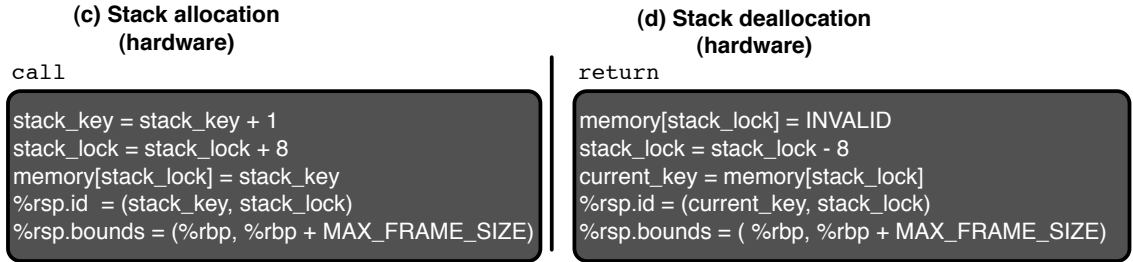 (c) Stack allocation
(hardware)
call
stack_key = stack_key + 1
stack_lock = stack_lock + 8
memory[stack_lock] = stack_key
%rsp.id = (stack_key, stack_lock)
%rsp.bounds = (%rbp, %rbp + MAX_FRAME_SIZE)
(d) Stack deallocation
(hardware)
return
memory[stack_lock] = INVALID
stack_lock = stack_lock - 8
current_key = memory[stack_lock]
%rsp.id = (current_key, stack_lock)
%rsp.bounds = ( %rbp, %rbp + MAX_FRAME_SIZE)